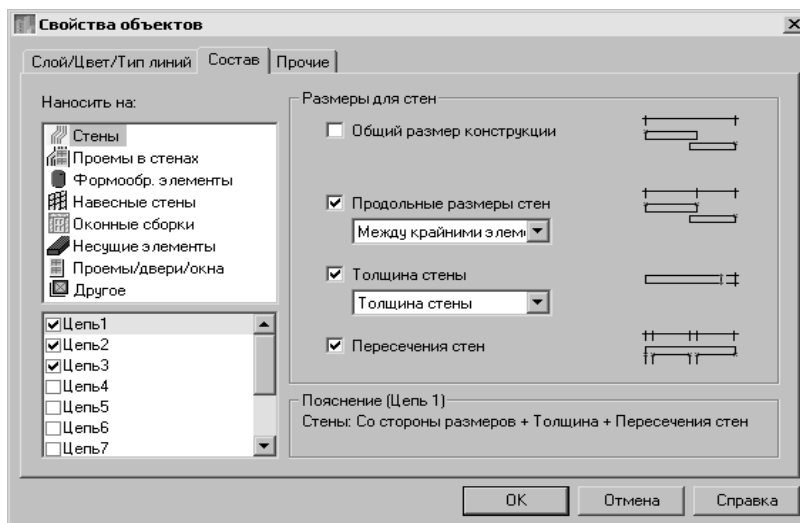 Свойства объектов
Слой/Цвет/Тип линий
Состав
Прочие
Наносить на:
Стены
Проемы в стенах
Формообр. элементы
Навесные стены
Оконные сборки
Несущие элементы
Проемы/двери/окна
Другое
Цепь1
Цепь2
Цепь3
Цепь4
Цепь5
Цепь6
Цепь7
Размеры для стен
Общий размер конструкции
Продольные размеры стен
Между крайними элем
Толщина стены
Толщина стены
Пересечения стен
Пояснение (Цепь 1)
Стены: Со стороны размеров + Толщина + Пересечения стен
OK
Отмена
Справка